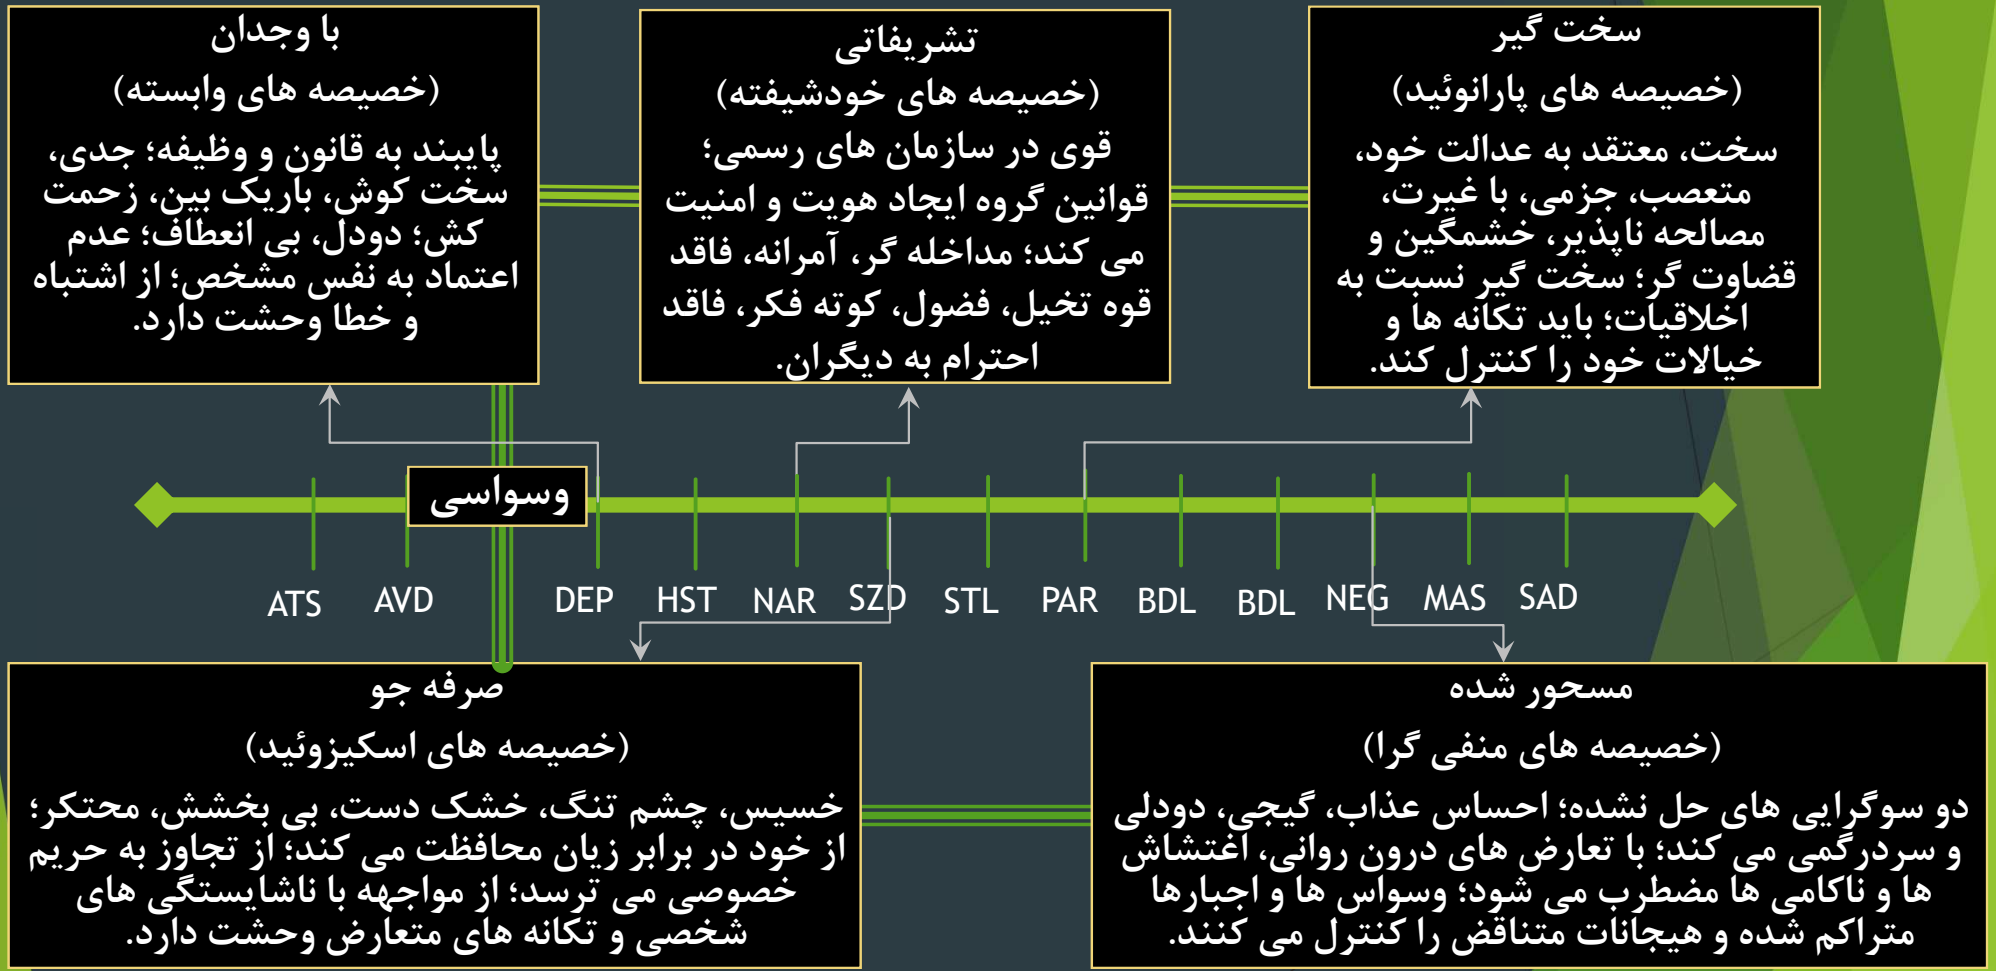 سخت گیر
(خصیصه های پارانوئید)
سخت، معتقد به عدالت خود،
متعصب، جزمی، با غیرت،
مصالحه ناپذیر، خشمگین و
قضاوت گر؛ سخت گیر نسبت به
اخلاقیات؛ باید تکانه ها و
خیالات خود را کنترل کند.
تشریفاتی
(خصیصه های خودشیفته)
قوی در سازمان های رسمی؛
قوانین گروه ایجاد هویت و امنیت
می کند؛ مداخله گر، آمرانه، فاقد
قوه تخیل، فضول، کوته فکر، فاقد
احترام به دیگران.
با وجدان
(خصیصه های وابسته)
پایبند به قانون و وظیفه؛ جدی،
سخت کوش، باریک بین، زحمت
کش؛ دودل، بی انعطاف؛ عدم
اعتماد به نفس مشخص؛ از اشتباه
و خطا وحشت دارد.
وسواسی
ATS AVD DEP HST NAR SZD STL PAR BDL BDL NEG MAS SAD
مسحور شده
(خصیصه های منفی گرا)
دو سوگرایی های حل نشده؛ احساس عذاب، گیجی، دودلی
و سردرگمی می کند؛ با تعارض های درون روانی، اغتشاش
ها و ناکامی ها مضطرب می شود؛ وسواس ها و اجبارها
متراکم شده و هیجانات متناقض را کنترل می کنند.
صرفه جو
(خصیصه های اسکیزوئید)
خسیس، چشم تنگ، خشک دست، بی بخشش، محتکر؛
از خود در برابر زیان محافظت می کند؛ از تجاوز به حریم
خصوصی می ترسد؛ از مواجهه با ناشایستگی های
شخصی و تکانه های متعارض وحشت دارد.